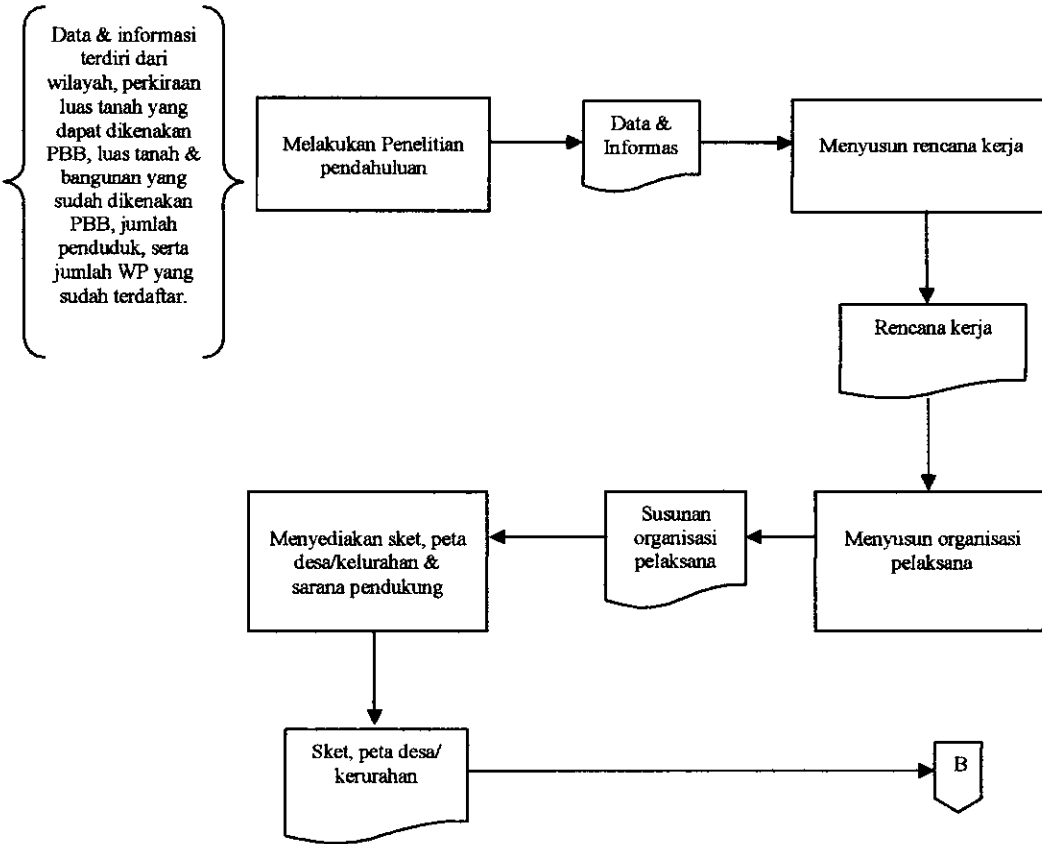 Data & informasi
terdiri dari
wilayah, perkiraan
luas tanah yang
dapat dikenakan
PBB, luas tanah &
bangunan yang
sudah dikenakan
PBB, jumlah
penduduk, serta
jumlah WP yang
sudah terdaftar.
Melakukan Penelitian
pendahuluan
Data &
Informas
Menyusun rencana kerja
Rencana kerja
Menyusun organisasi
pelaksana
Susunan
organisasi
pelaksana
Menyediakan sket, peta
desa/kelurahan &
sarana pendukung
Sket, peta desa/
kerurahan
B